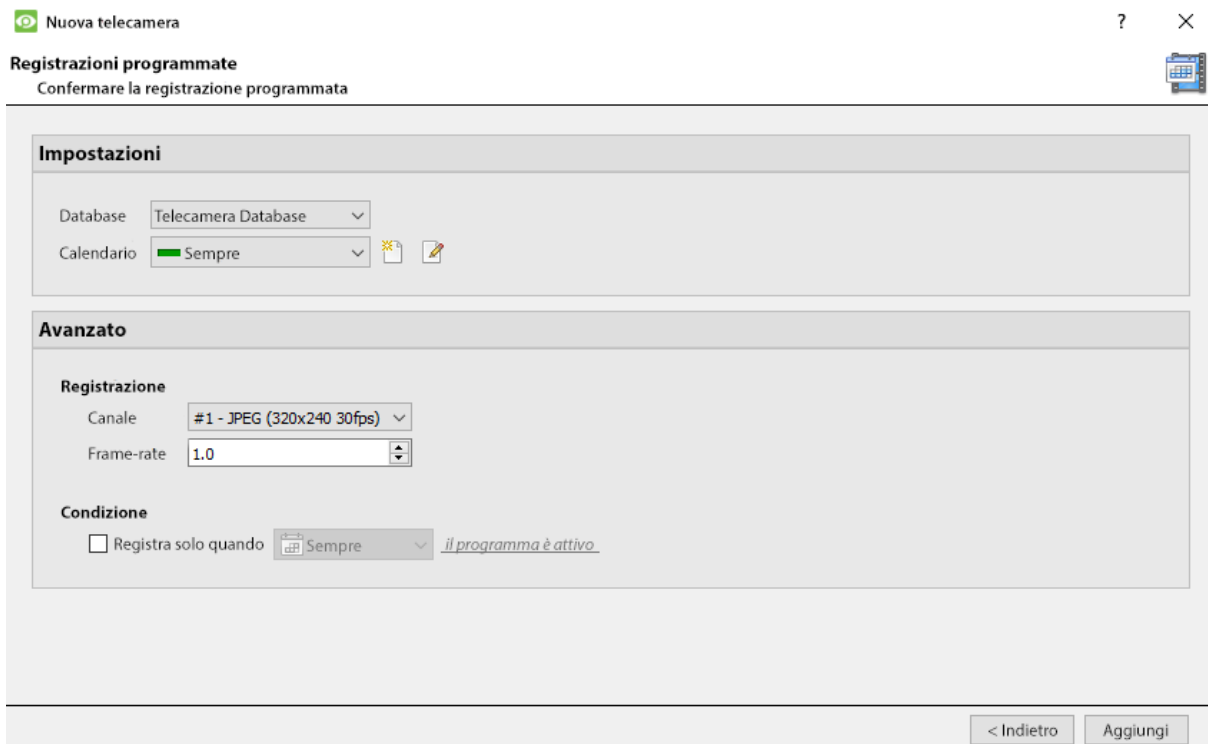 Nuova telecamera
?
Registrazioni programmate
Confermare la registrazione programmata
Impostazioni
Database Telecamera Database
Calendario Sempre
Avanzato
Registrazione
Canale #1 - JPEG (320x240 30fps)
Frame-rate 1.0
Condizione
Registra solo quando Sempre il programma è attivo
< Indietro Aggiungi